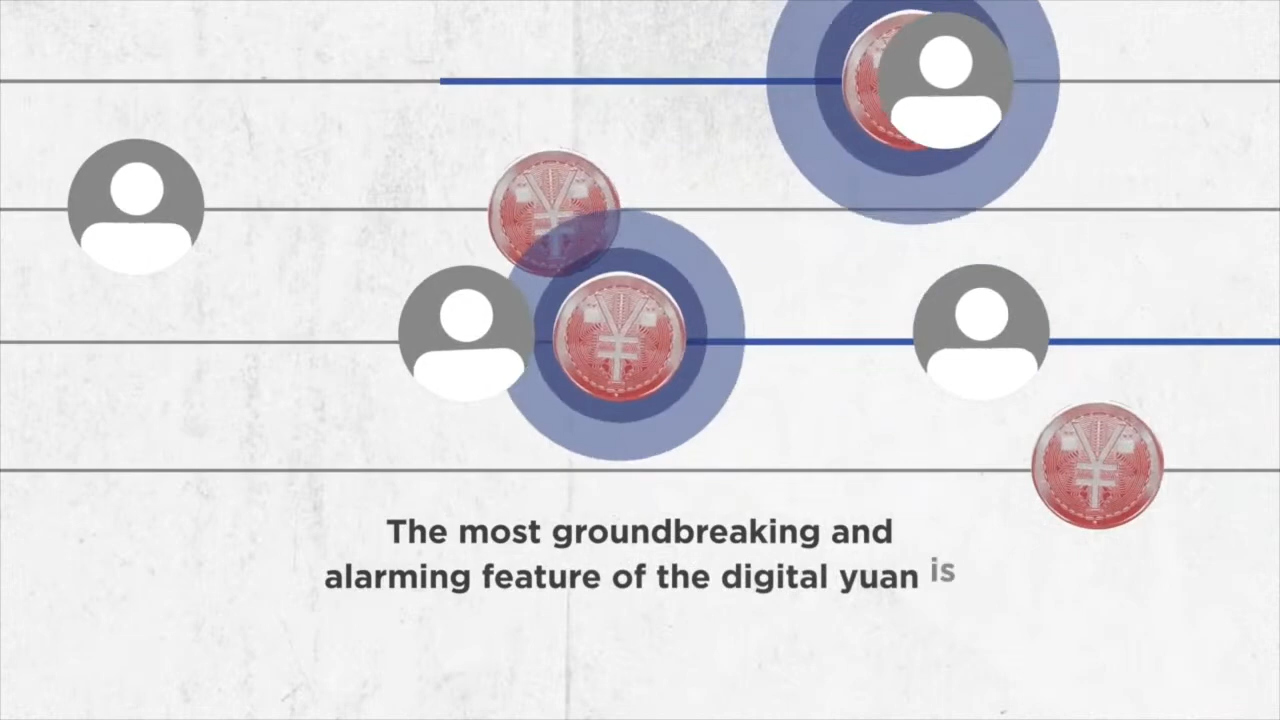 The most groundbreaking and
alarming feature of the digital yuan is